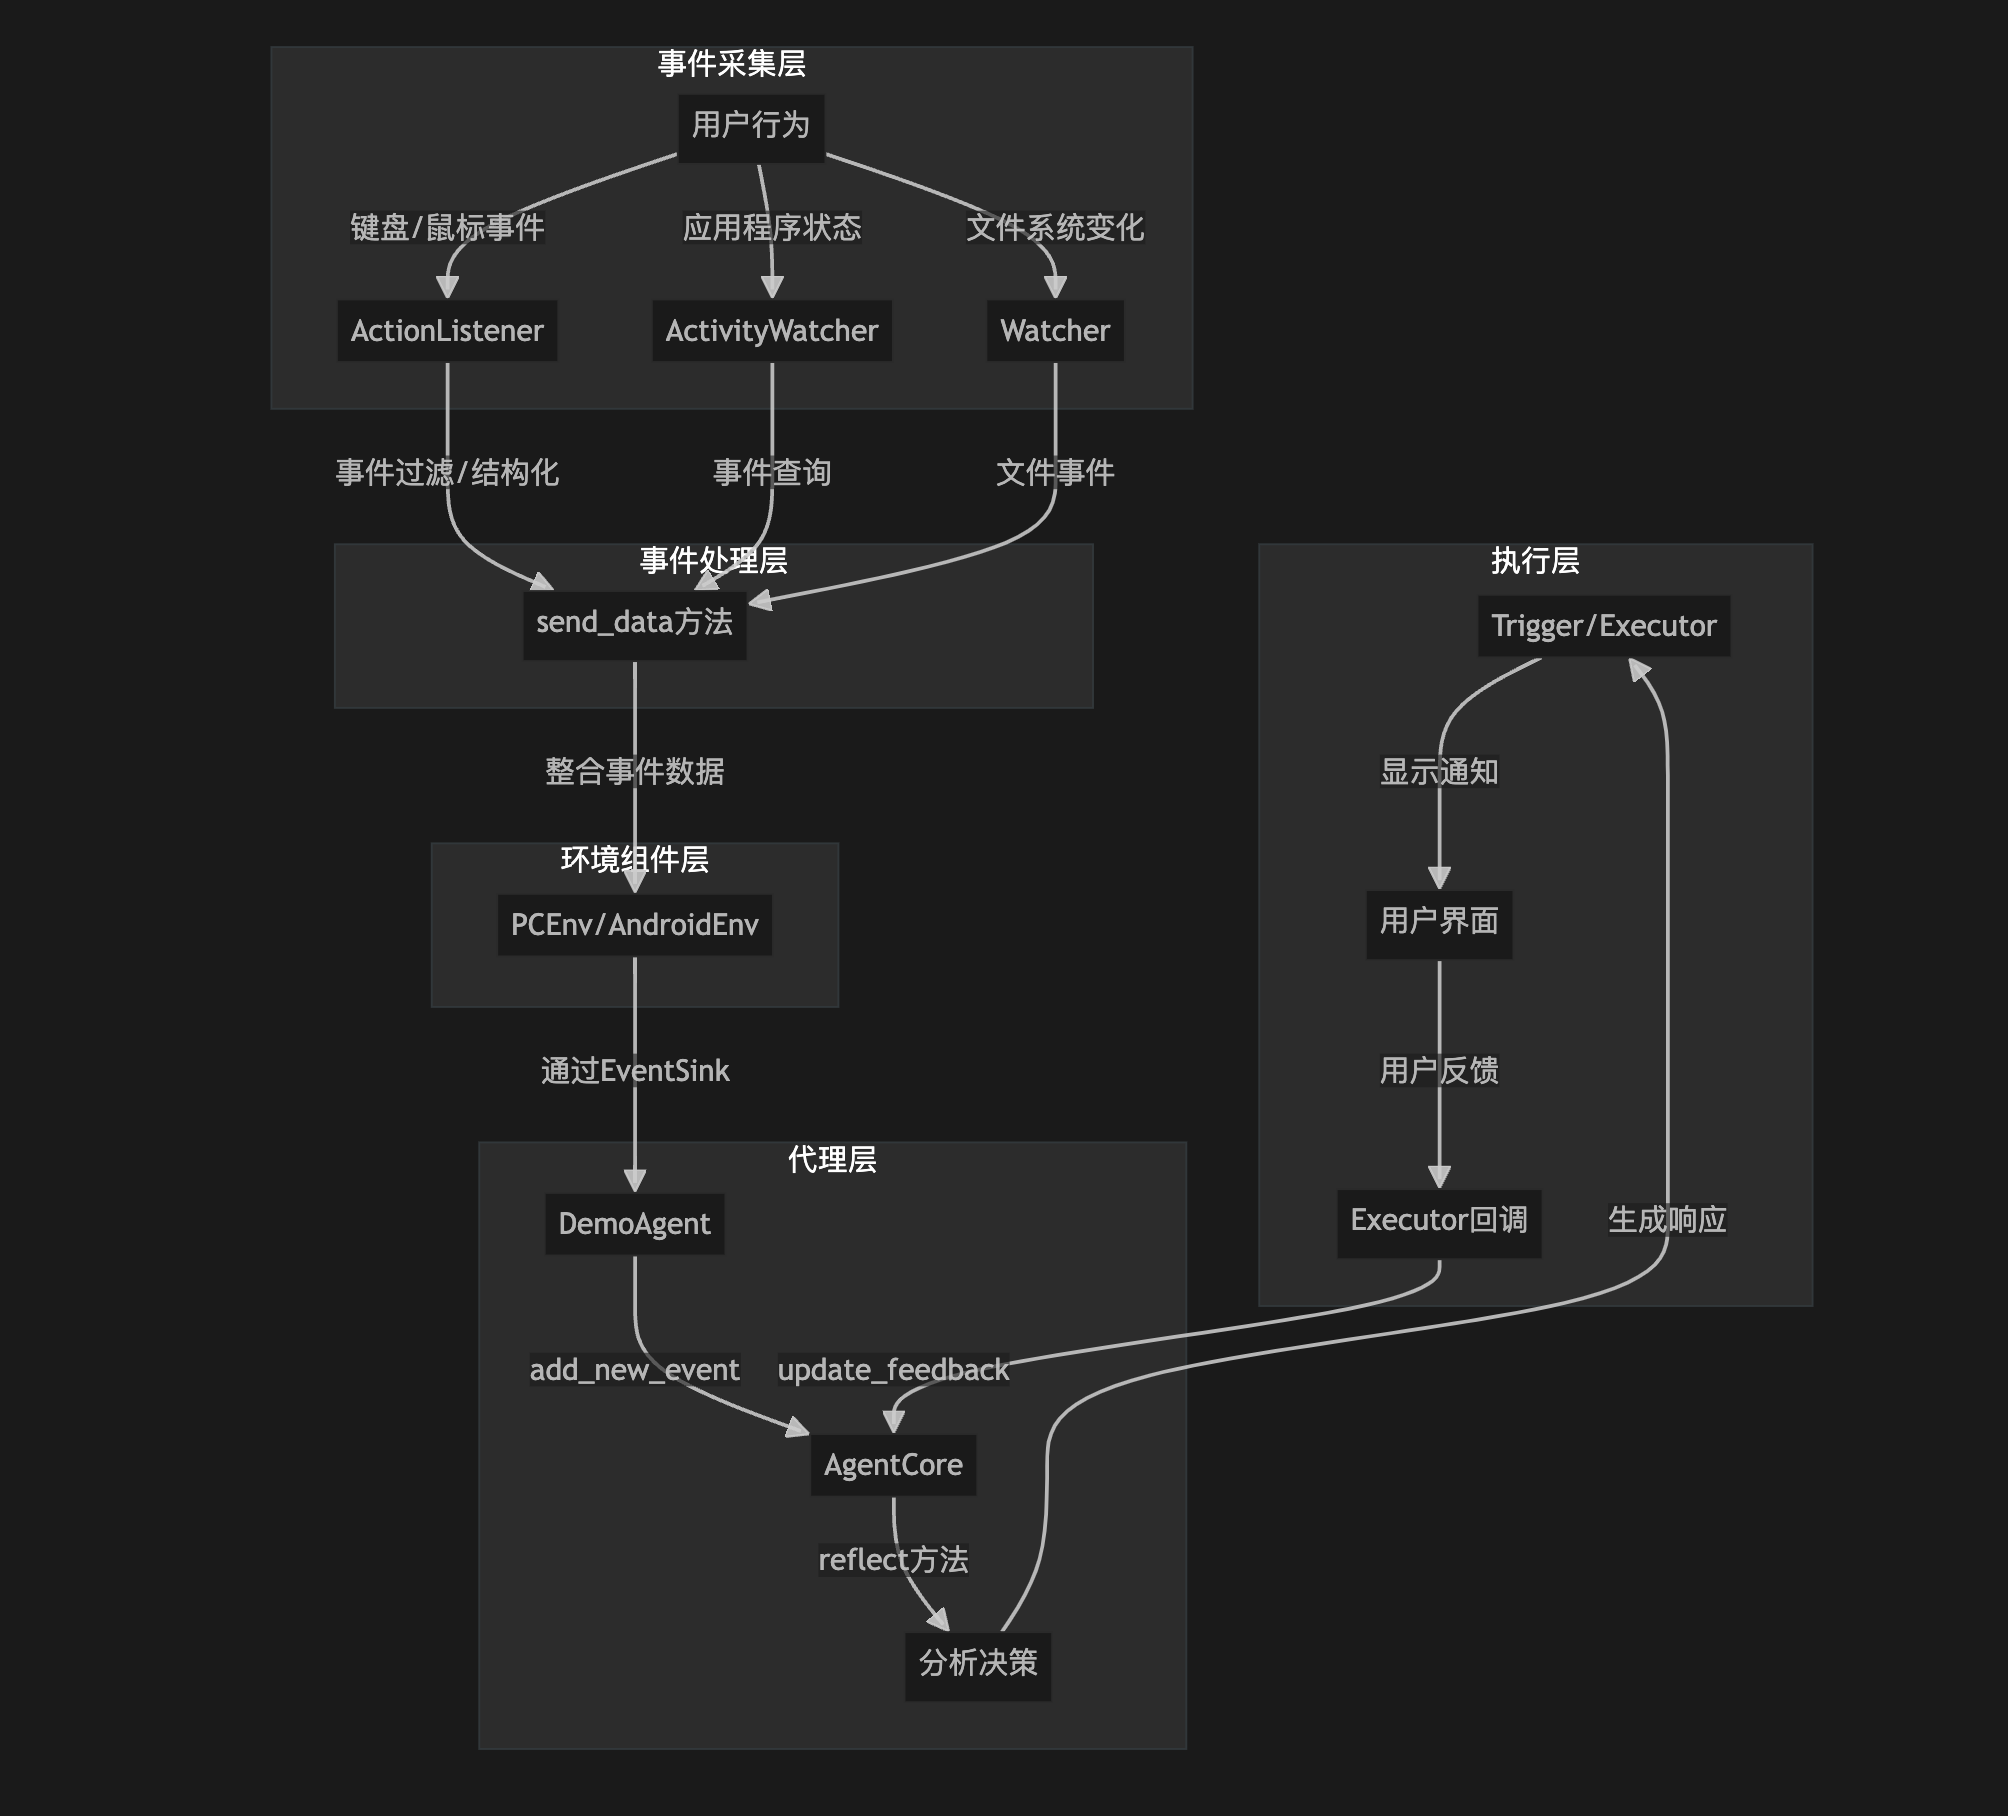 事件采集层
用户行为
键盘/鼠标事件
应用程序状态
文件系统变化
ActionListener
ActivityWatcher
Watcher
事件过滤/结构化
事件查询
文件事件
事件处理层
send_data方法
整合事件数据
环境组件层
PCEnv/AndroidEnv
通过EventSink
代理层
DemoAgent
add_new_event
update_feedback
AgentCore
reflect方法
分析决策
执行层
Trigger/Executor
显示通知
用户界面
用户反馈
Executor回调
生成响应